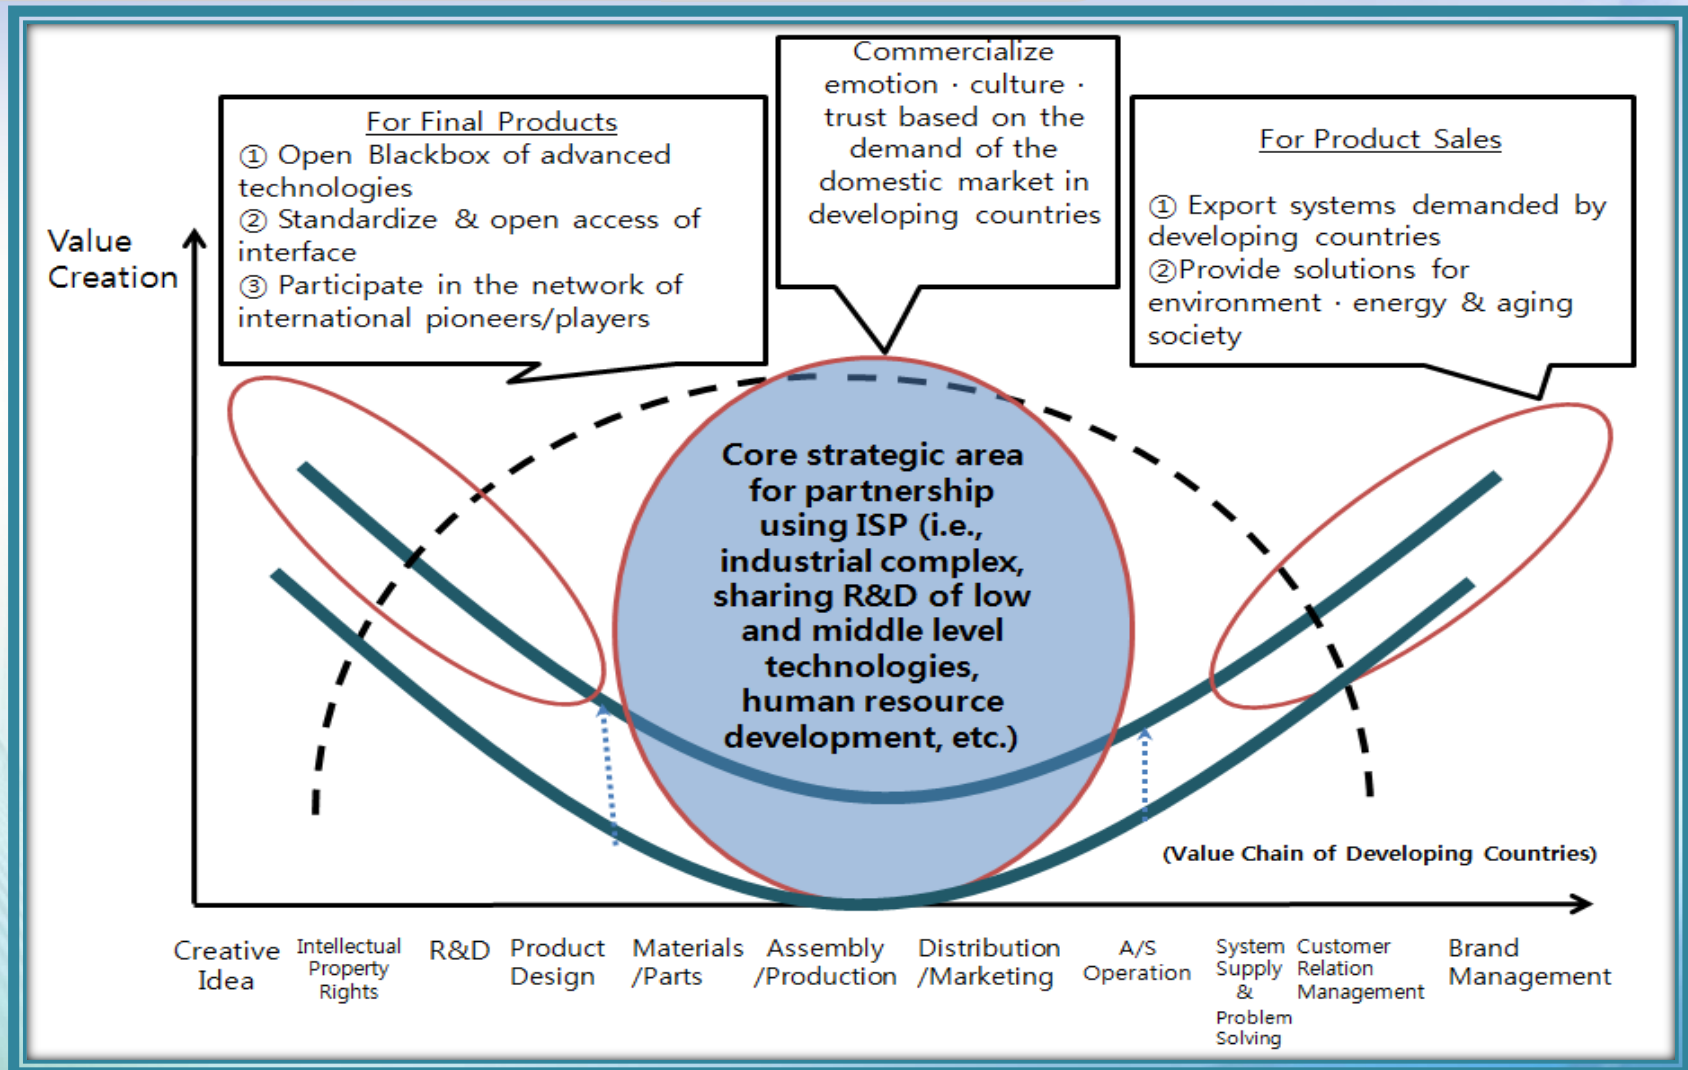 Commercialize
emotion · culture ·
trust based on the
demand of the
domestic market in
developing countries
For Final Products
① Open Blackbox of advanced
technologies
② Standardize & open access of
interface
③ Participate in the network of
international pioneers/players
For Product Sales
① Export systems demanded by
developing countries
②Provide solutions for
environment · energy & aging
society
Value
Creation
Core strategic area
for partnership
using ISP (i.e.,
industrial complex,
sharing R&D of low
and middle level
technologies,
human resource
development, etc.)
(Value Chain of Developing Countries)
Creative
Idea
Intellectual
Property
Rights
R&D
Product
Design
Materials
/Parts
Assembly
/Production
Distribution
/Marketing
A/S
Operation
System
Supply
&
Problem
Solving
Customer
Relation
Management
Brand
Management